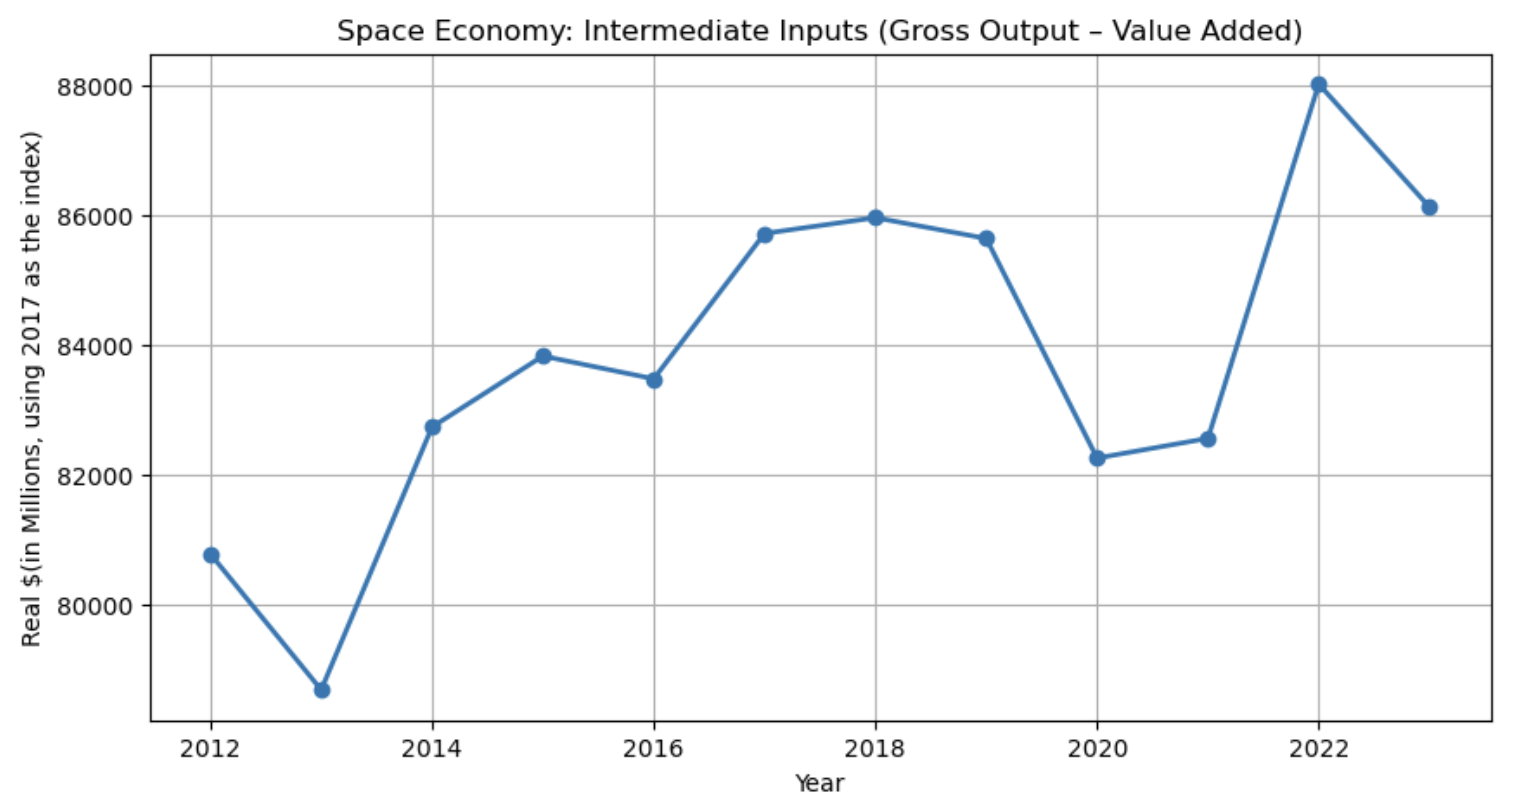 Space Economy: Intermediate Inputs (Gross Output – Value Added)
Real $(in Millions, using 2017 as the index)
88000
86000
84000
82000
80000
2012 2014 2016 2018 2020 2022
Year